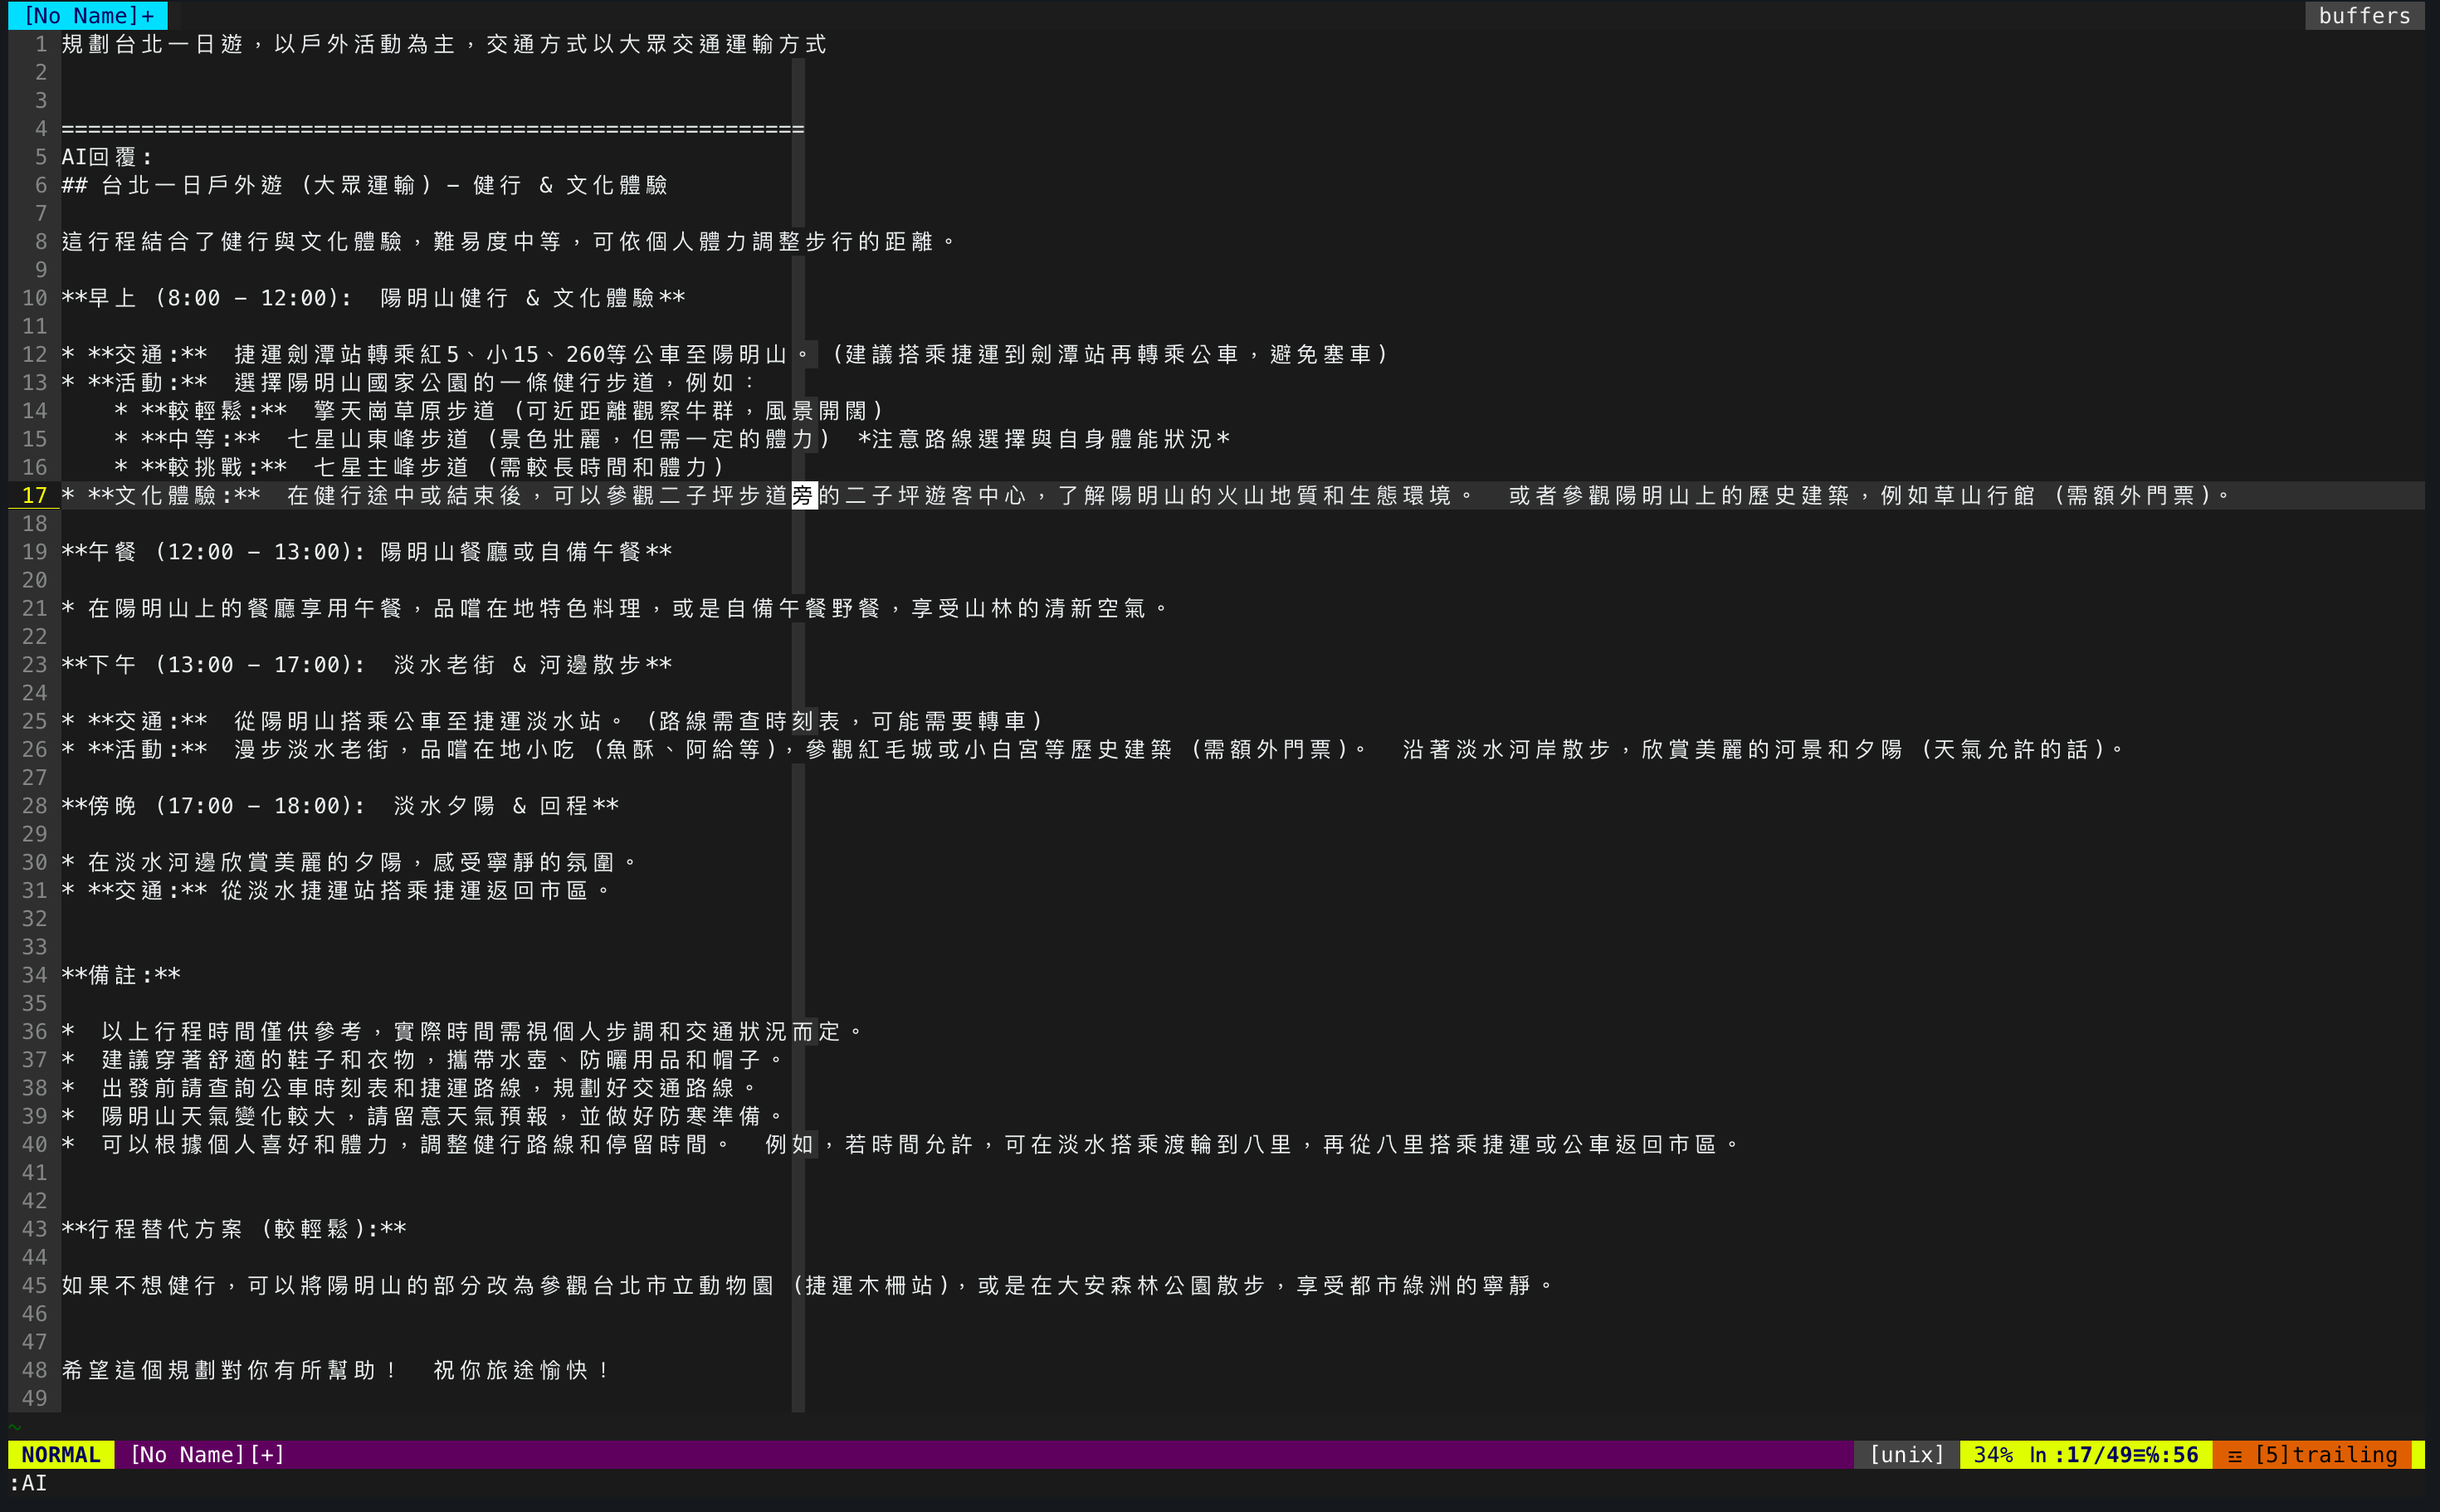 [No Name]+ buffers
1 規劃台北一日遊，以戶外活動為主，交通方式以大眾交通運輸方式
2
3
4 ========================================================
5 AI回覆:
6 ## 台北一日戶外遊 (大眾運輸) - 健行 & 文化體驗
7
8 這行程結合了健行與文化體驗，難易度中等，可依個人體力調整步行的距離。
9
10 **早上 (8:00 - 12:00):  陽明山健行 & 文化體驗**
11
12 * **交通:**  捷運劍潭站轉乘紅5、小15、260等公車至陽明山。 (建議搭乘捷運到劍潭站再轉乘公車，避免塞車)
13 * **活動:**  選擇陽明山國家公園的一條健行步道，例如：
14     * **較輕鬆:**  擎天崗草原步道 (可近距離觀察牛群，風景開闊)
15     * **中等:**  七星山東峰步道 (景色壯麗，但需一定的體力)  *注意路線選擇與自身體能狀況*
16     * **較挑戰:**  七星主峰步道 (需較長時間和體力)
17 * **文化體驗:**  在健行途中或結束後，可以參觀二子坪步道旁的二子坪遊客中心，了解陽明山的火山地質和生態環境。  或者參觀陽明山上的歷史建築，例如草山行館 (需額外門票)。
18
19 **午餐 (12:00 - 13:00): 陽明山餐廳或自備午餐**
20
21 * 在陽明山上的餐廳享用午餐，品嚐在地特色料理，或是自備午餐野餐，享受山林的清新空氣。
22
23 **下午 (13:00 - 17:00):  淡水老街 & 河邊散步**
24
25 * **交通:**  從陽明山搭乘公車至捷運淡水站。 (路線需查時刻表，可能需要轉車)
26 * **活動:**  漫步淡水老街，品嚐在地小吃 (魚酥、阿給等)，參觀紅毛城或小白宮等歷史建築 (需額外門票)。  沿著淡水河岸散步，欣賞美麗的河景和夕陽 (天氣允許的話)。
27
28 **傍晚 (17:00 - 18:00):  淡水夕陽 & 回程**
29
30 * 在淡水河邊欣賞美麗的夕陽，感受寧靜的氛圍。
31 * **交通:** 從淡水捷運站搭乘捷運返回市區。
32
33
34 **備註:**
35
36 *  以上行程時間僅供參考，實際時間需視個人步調和交通狀況而定。
37 *  建議穿著舒適的鞋子和衣物，攜帶水壺、防曬用品和帽子。
38 *  出發前請查詢公車時刻表和捷運路線，規劃好交通路線。
39 *  陽明山天氣變化較大，請留意天氣預報，並做好防寒準備。
40 *  可以根據個人喜好和體力，調整健行路線和停留時間。  例如，若時間允許，可在淡水搭乘渡輪到八里，再從八里搭乘捷運或公車返回市區。
41
42
43 **行程替代方案 (較輕鬆):**
44
45 如果不想健行，可以將陽明山的部分改為參觀台北市立動物園 (捷運木柵站)，或是在大安森林公園散步，享受都市綠洲的寧靜。
46
47
48 希望這個規劃對你有所幫助！  祝你旅途愉快！
49
~
NORMAL [No Name][+] [unix] 34% ln :17/49≡℅:56 ☲ [5]trailing
:AI